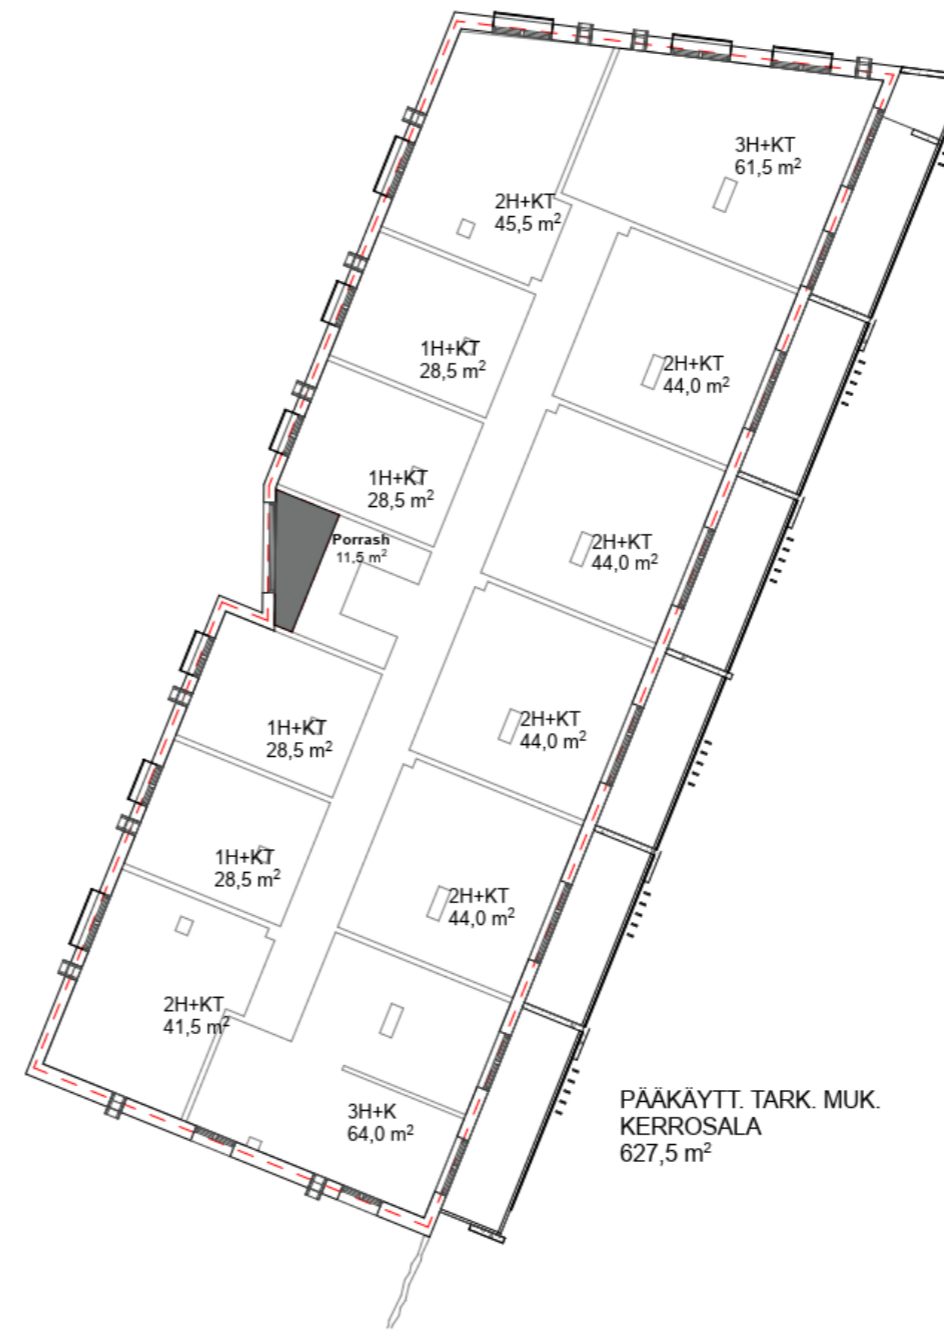 3H+KT
61,5 m²
2H+KT
45,5 m²
1H+KT
28,5 m²
2H+KT
44,0 m²
1H+KT
28,5 m²
Porrash
11,5 m²
2H+KT
44,0 m²
1H+KT
28,5 m²
2H+KT
44,0 m²
1H+KT
28,5 m²
2H+KT
44,0 m²
2H+KT
41,5 m²
3H+K
64,0 m²
PÄÄKÄYTT. TARK. MUK.
KERROSALA
627,5 m²